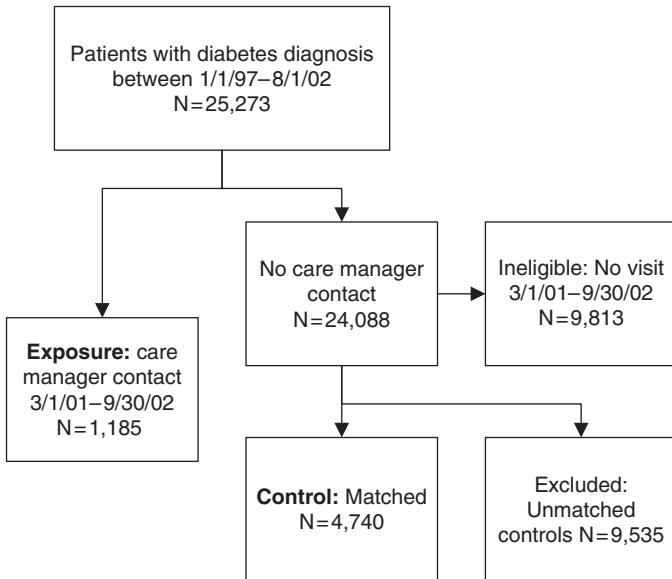 Patients with diabetes diagnosis
between 1/1/97–8/1/02
N=25,273
No care manager
contact
N=24,088
Ineligible: No visit
3/1/01–9/30/02
N=9,813
Exposure: care
manager contact
3/1/01–9/30/02
N=1,185
Control: Matched
N=4,740
Excluded:
Unmatched
controls N=9,535